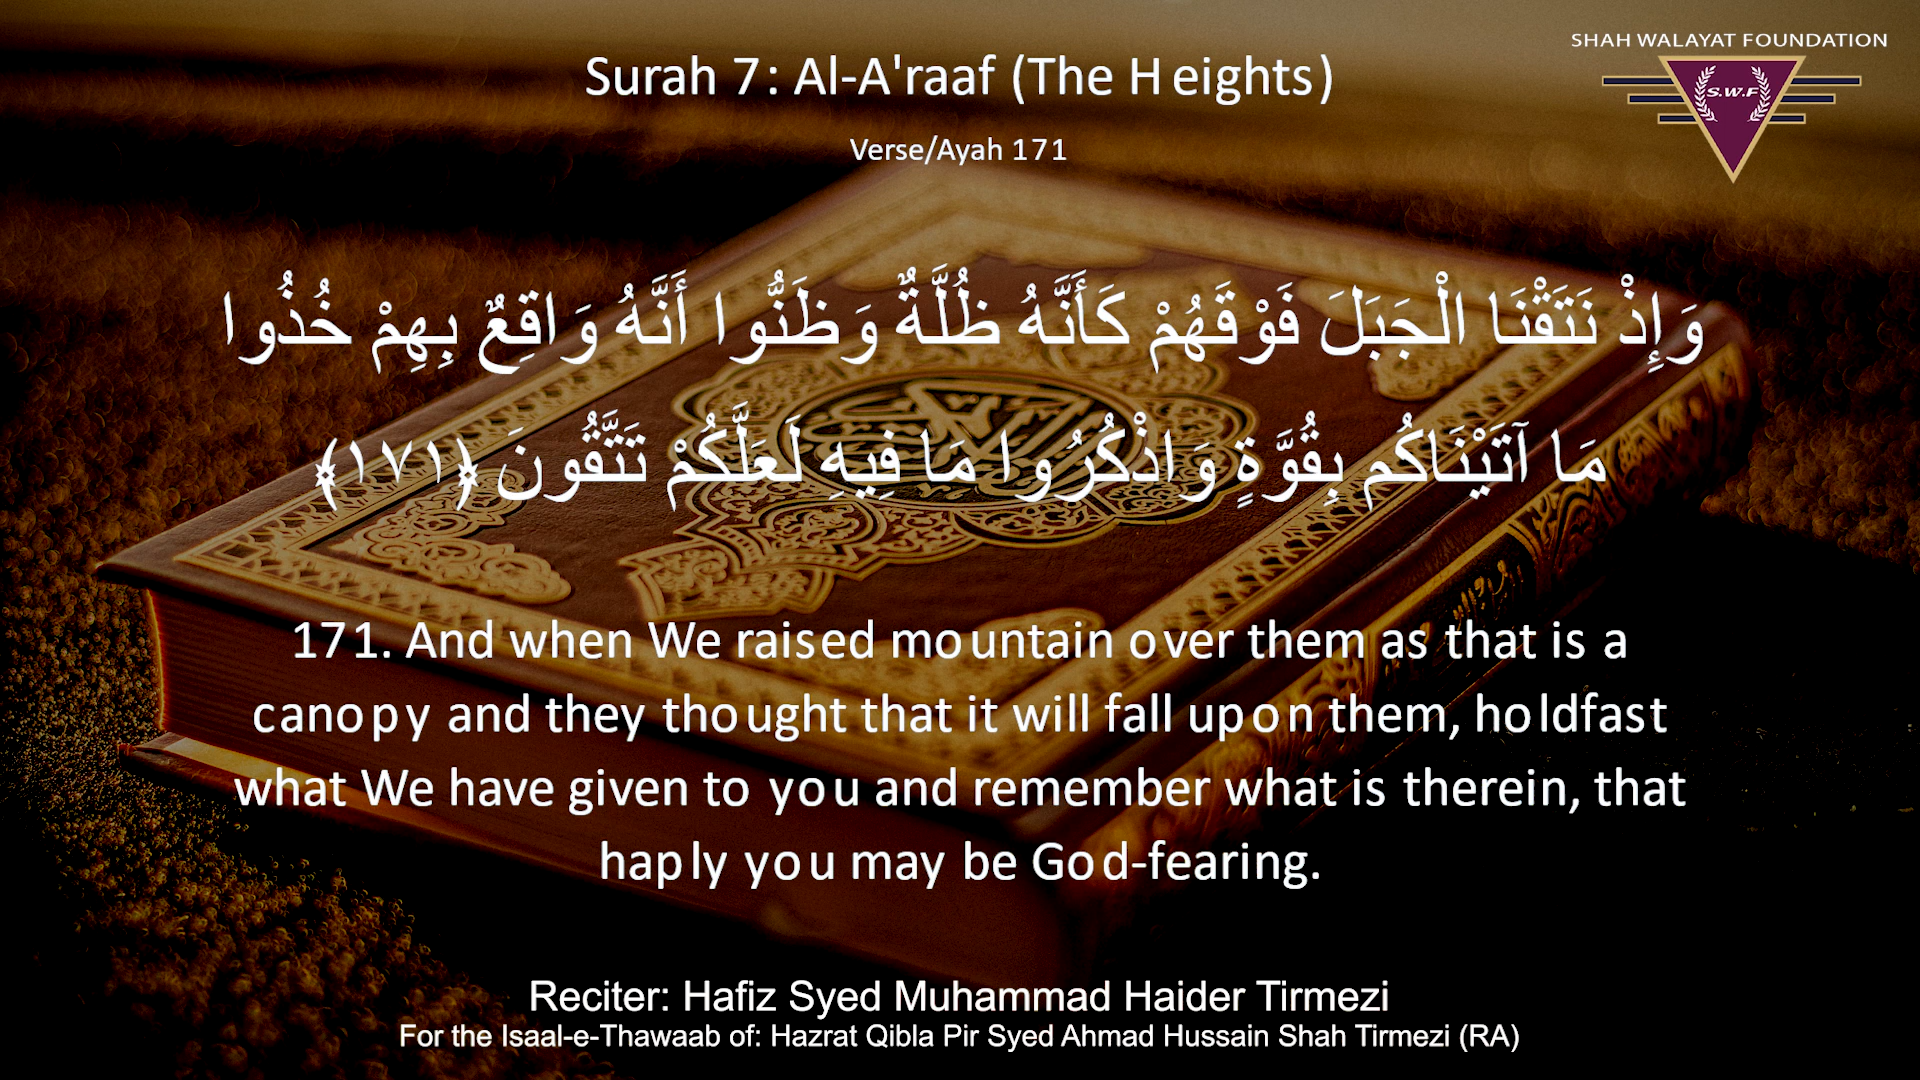 SHAH WALAYAT FOUNDATION
S.W.F
Surah 7: Al-A'raaf (The Heights)
Verse/Ayah 171
وَإِذْ نَتَقْنَا الْجَبَلَ فَوْقَهُمْ كَأَنَّهُ ظُلَّةٌ وَظَنُّوا أَنَّهُ وَاقِعٌ بِهِمْ خُذُوا
مَا آتَيْنَاكُم بِقُوَّةٍ وَاذْكُرُوا مَا فِيهِ لَعَلَّكُمْ تَتَّقُونَ ﴿١٧١﴾
171. And when We raised mountain over them as that is a
canopy and they thought that it will fall upon them, holdfast
what We have given to you and remember what is therein, that
haply you may be God-fearing.
Reciter: Hafiz Syed Muhammad Haider Tirmezi
For the Isaal-e-Thawaab of: Hazrat Qibla Pir Syed Ahmad Hussain Shah Tirmezi (RA)